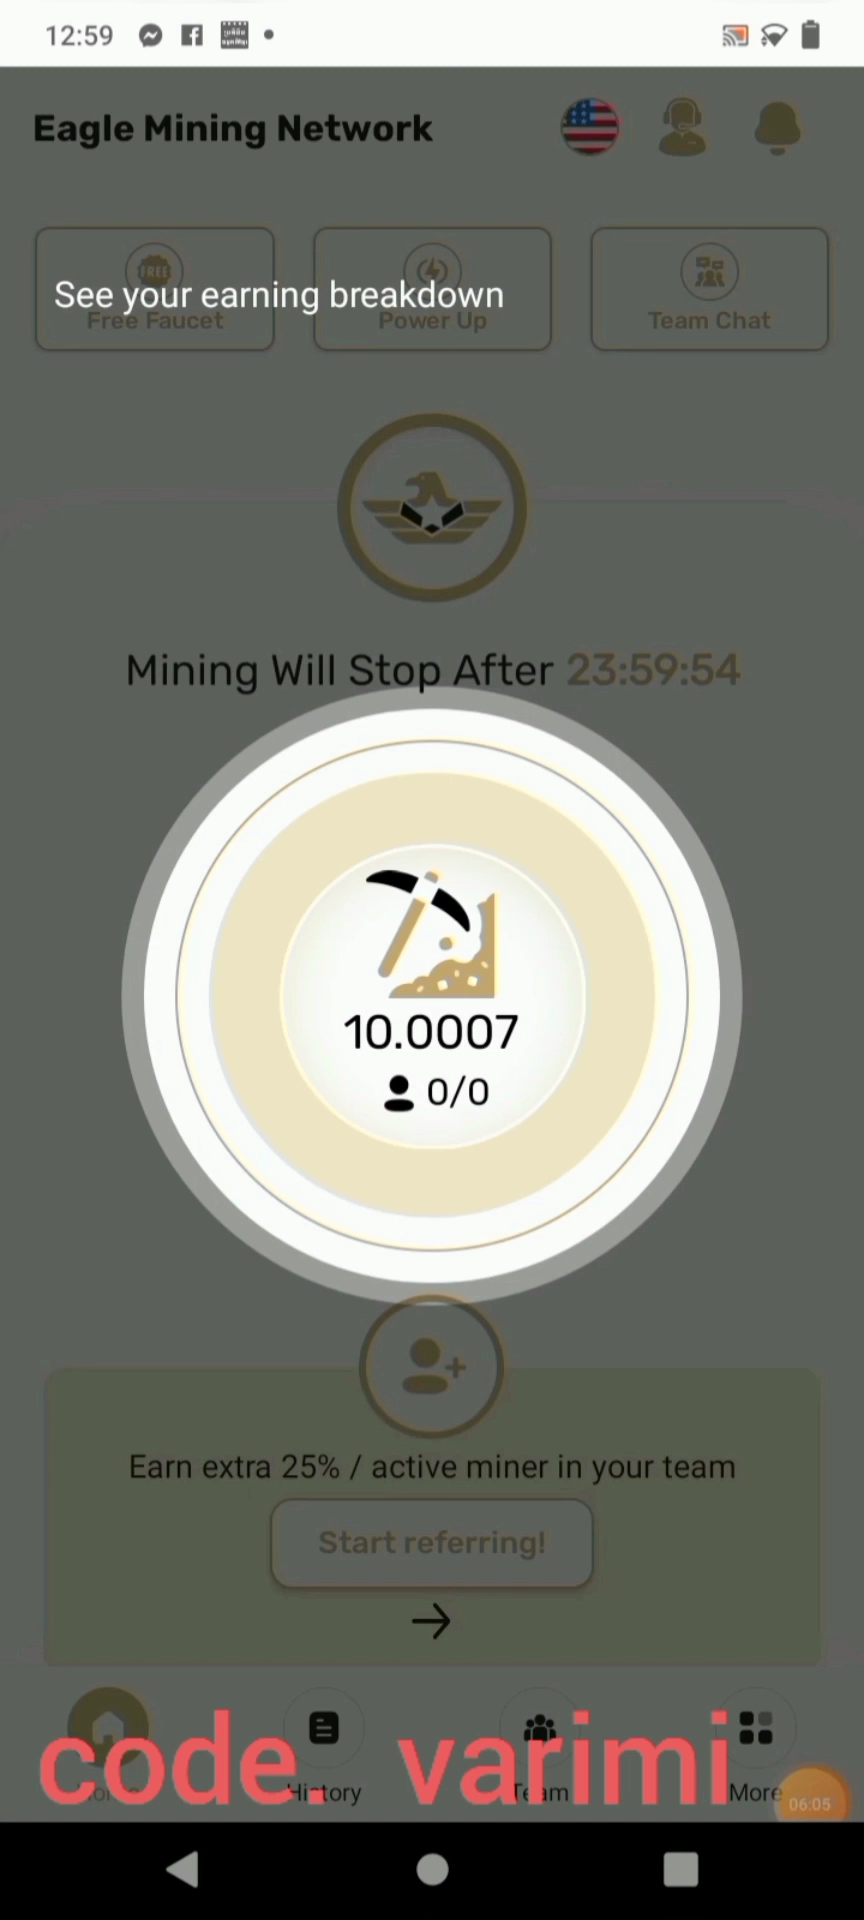 12:59
Eagle Mining Network
FREE
Free Faucet
Power Up
Team Chat
See your earning breakdown
Mining Will Stop After 23:59:54
10.0007
0/0
Earn extra 25% / active miner in your team
Start referring!
History
Team
More
code. varimi
06:05